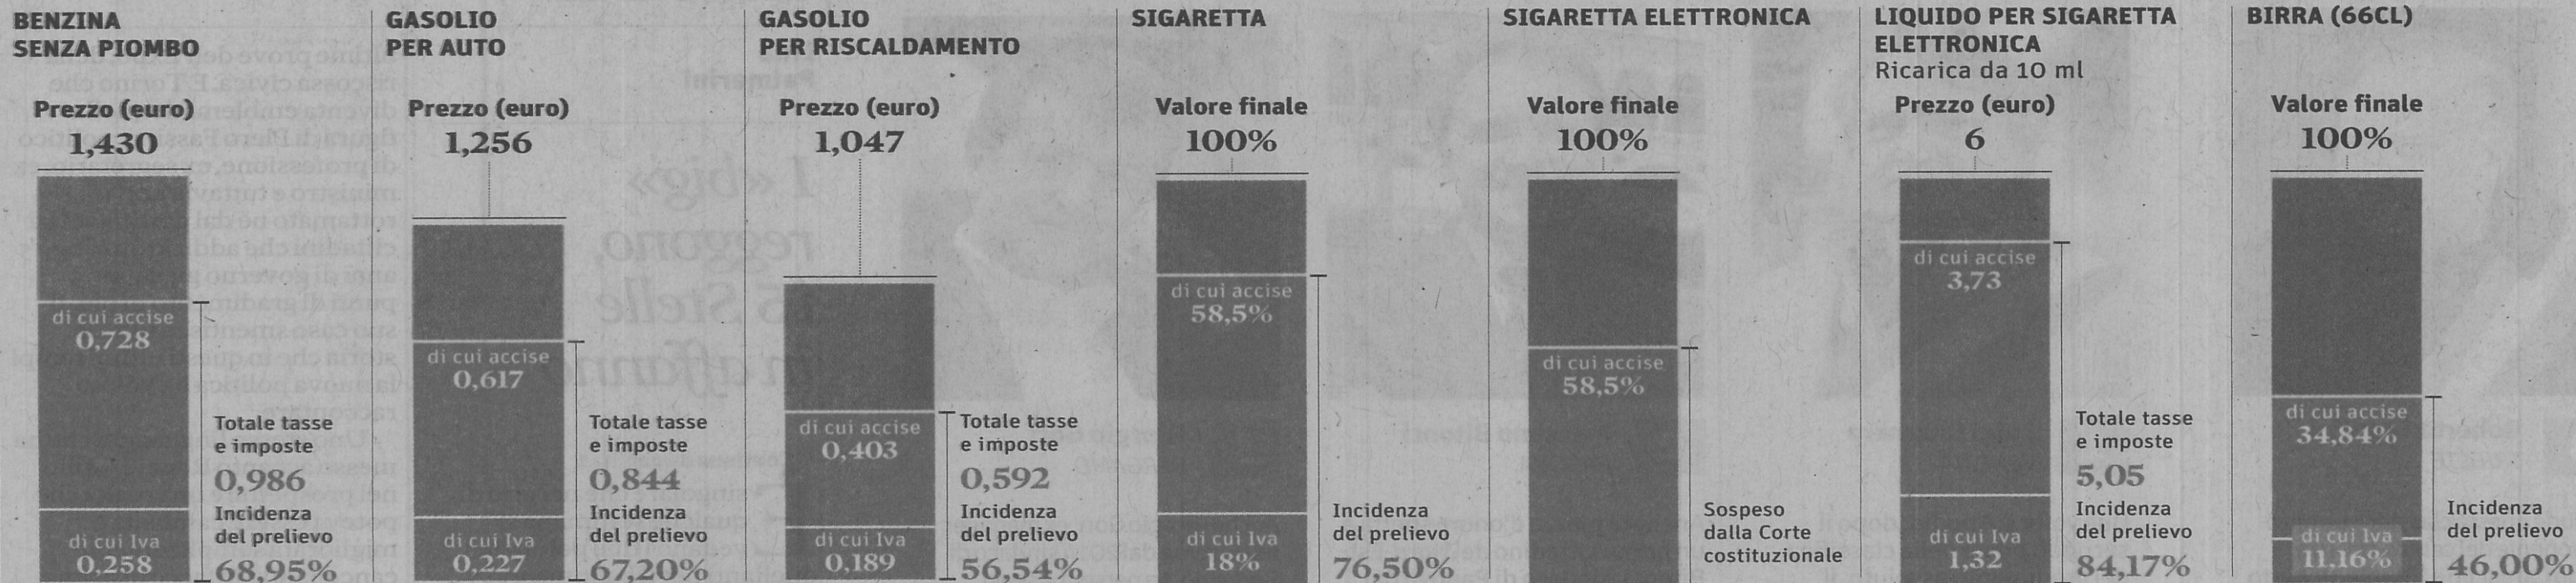 BENZINA
SENZA PIOMBO
Prezzo (euro)
1,430
di cui accise
0,728
di cui Iva
0,258
Totale tasse
e imposte
0,986
Incidenza
del prelievo
68,95%
GASOLIO
PER AUTO
Prezzo (euro)
1,256
di cui accise
0,617
di cui Iva
0,227
Totale tasse
e imposte
0,844
Incidenza
del prelievo
67,20%
GASOLIO
PER RISCALDAMENTO
Prezzo (euro)
1,047
di cui accise
0,403
di cui Iva
0,189
Totale tasse
e imposte
0,592
Incidenza
del prelievo
56,54%
SIGARETTA
Valore finale
100%
di cui accise
58,5%
di cui Iva
18%
Incidenza
del prelievo
76,50%
SIGARETTA ELETTRONICA
Valore finale
100%
di cui accise
58,5%
Sospeso
dalla Corte
costituzionale
LIQUIDO PER SIGARETTA
ELETTRONICA
Ricarica da 10 ml
Prezzo (euro)
6
di cui accise
3,73
di cui Iva
1,32
Totale tasse
e imposte
5,05
Incidenza
del prelievo
84,17%
BIRRA (66CL)
Valore finale
100%
di cui accise
34,84%
di cui Iva
11,16%
Incidenza
del prelievo
46,00%